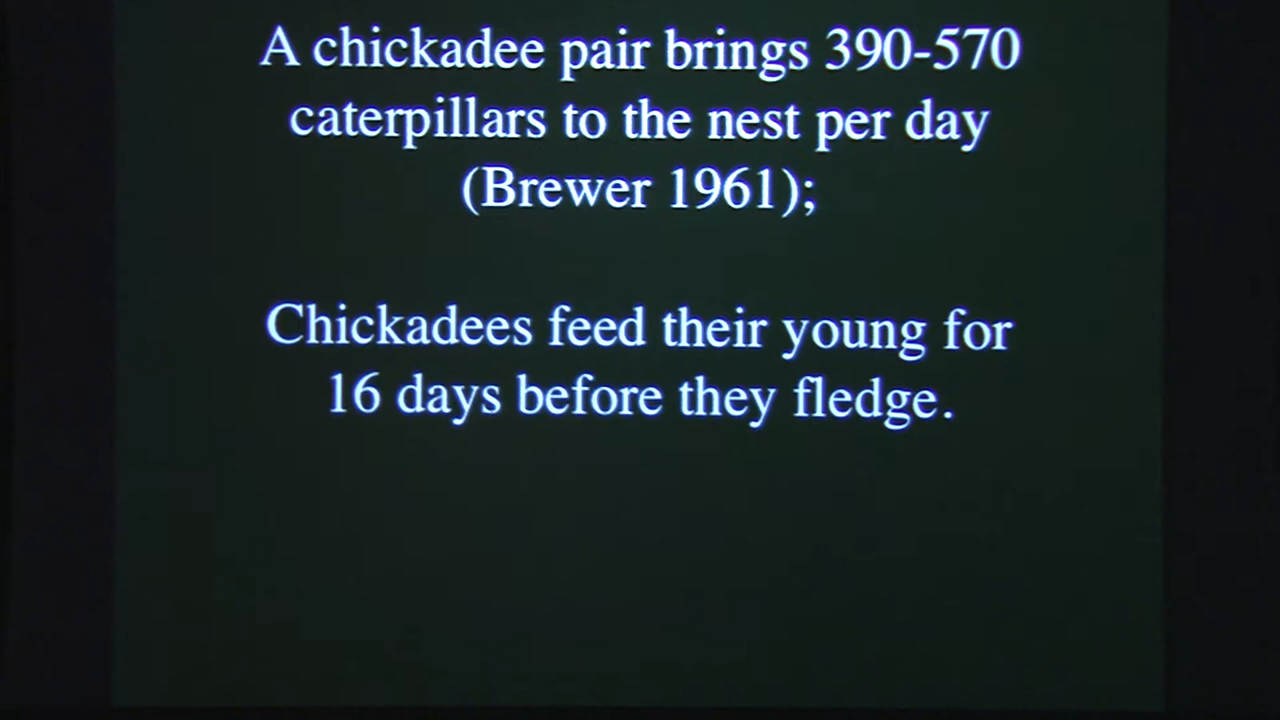 A chickadee pair brings 390-570
caterpillars to the nest per day
(Brewer 1961);
Chickadees feed their young for
16 days before they fledge.